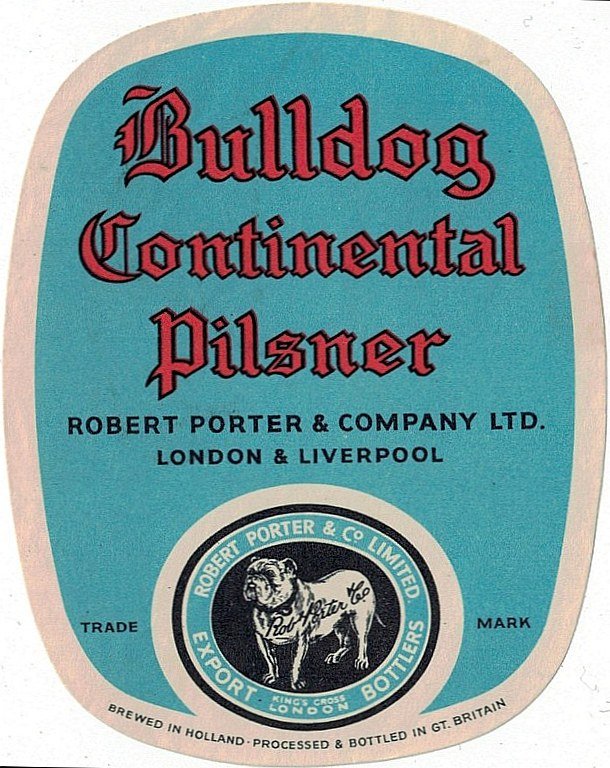 Bulldog
Continental
Pilsner
ROBERT PORTER & COMPANY LTD.
LONDON & LIVERPOOL
ROBERT PORTER & Co LIMITED.
Robt Porter & Co
EXPORT BOTTLERS
KING'S CROSS
LONDON
TRADE MARK
BREWED IN HOLLAND · PROCESSED & BOTTLED IN GT. BRITAIN